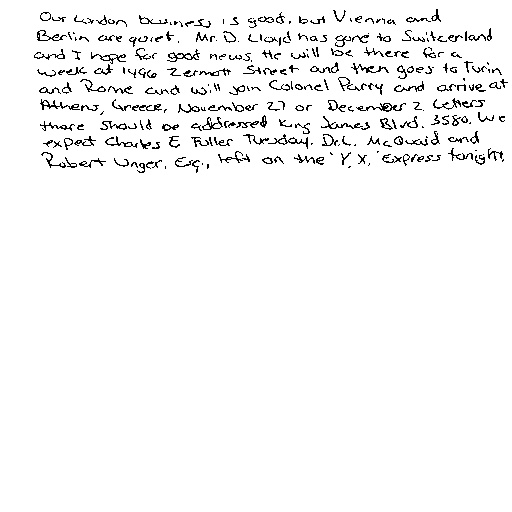 Our London business is good, but Vienna and
Berlin are quiet. Mr. D. Lloyd has gone to Switzerland
and I hope for good news. He will be there for a
week at 1496 Zermott Street and then goes to Turin
and Rome and will join Colonel Parry and arrive at
Athens, Greece, November 27 or December 2. Letters
there should be addressed King James Blvd. 3580. We
expect Charles E. Fuller Tuesday. Dr. L. McQuaid and
Robert Unger, Esq., left on the 'Y.X.' Express tonight.